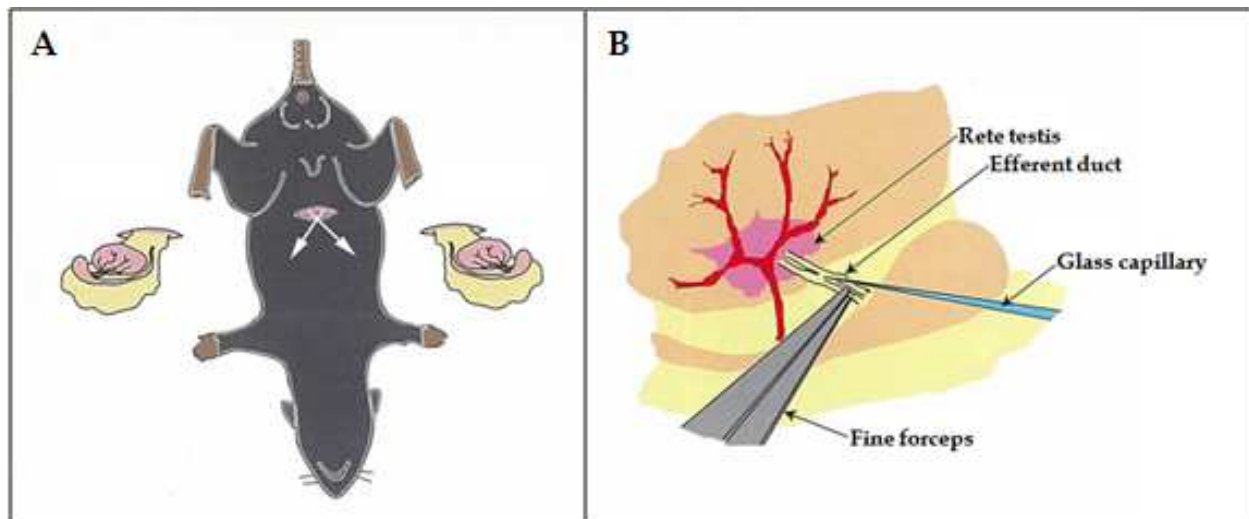 A
B
Rete testis
Efferent duct
Glass capillary
Fine forceps